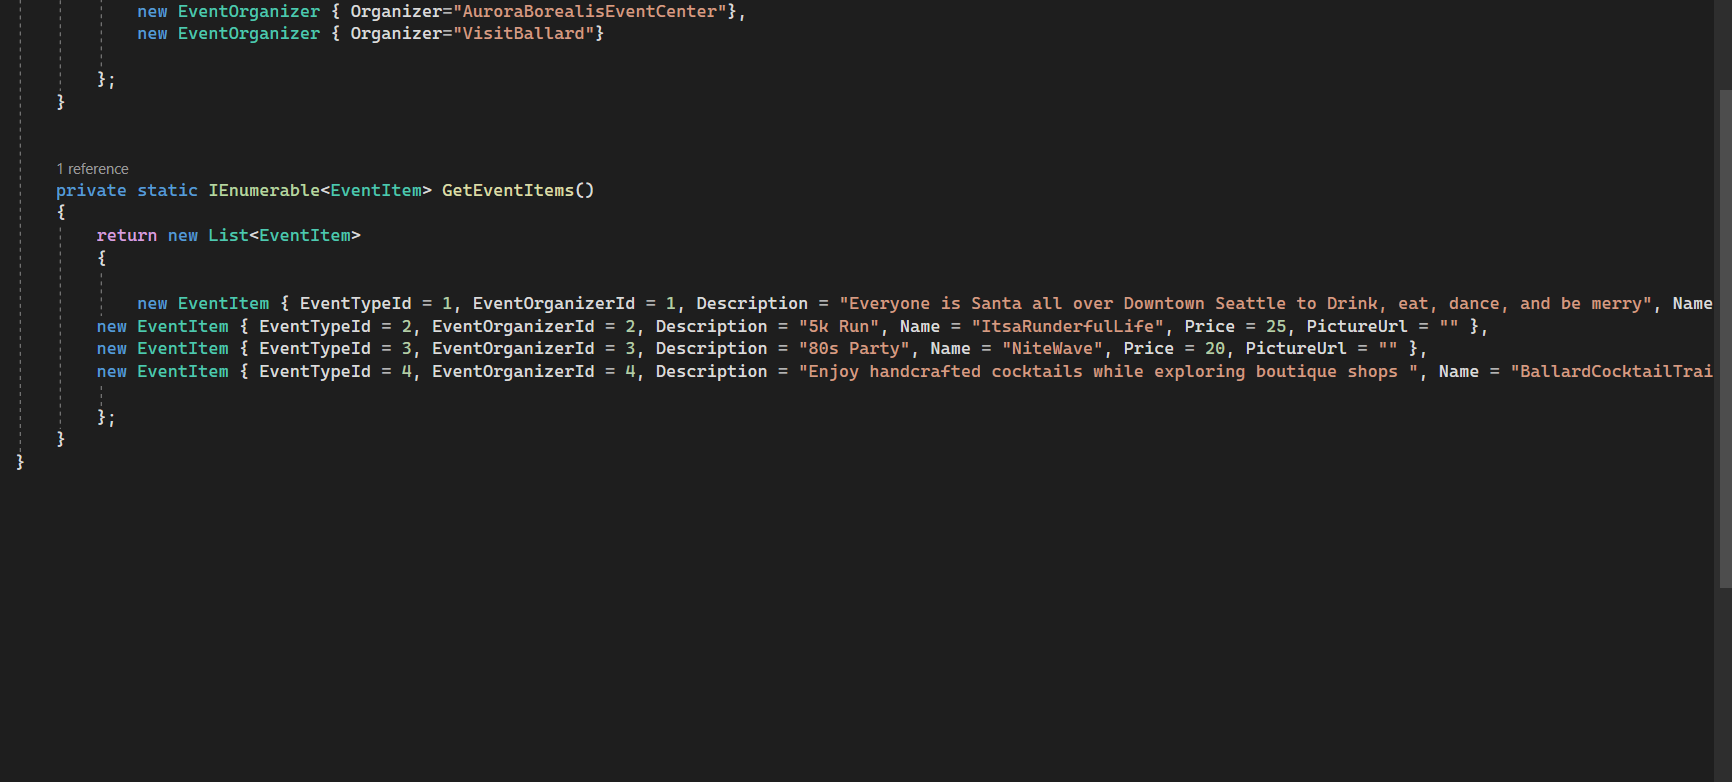 new EventOrganizer { Organizer="AuroraBorealisEventCenter"},
new EventOrganizer { Organizer="VisitBallard"}
};
}
1 reference
private static IEnumerable<EventItem> GetEventItems()
{
return new List<EventItem>
{
new EventItem { EventTypeId = 1, EventOrganizerId = 1, Description = "Everyone is Santa all over Downtown Seattle to Drink, eat, dance, and be merry", Name
new EventItem { EventTypeId = 2, EventOrganizerId = 2, Description = "5k Run", Name = "ItsaRunderfulLife", Price = 25, PictureUrl = "" },
new EventItem { EventTypeId = 3, EventOrganizerId = 3, Description = "80s Party", Name = "NiteWave", Price = 20, PictureUrl = "" },
new EventItem { EventTypeId = 4, EventOrganizerId = 4, Description = "Enjoy handcrafted cocktails while exploring boutique shops ", Name = "BallardCocktailTrai
};
}
}